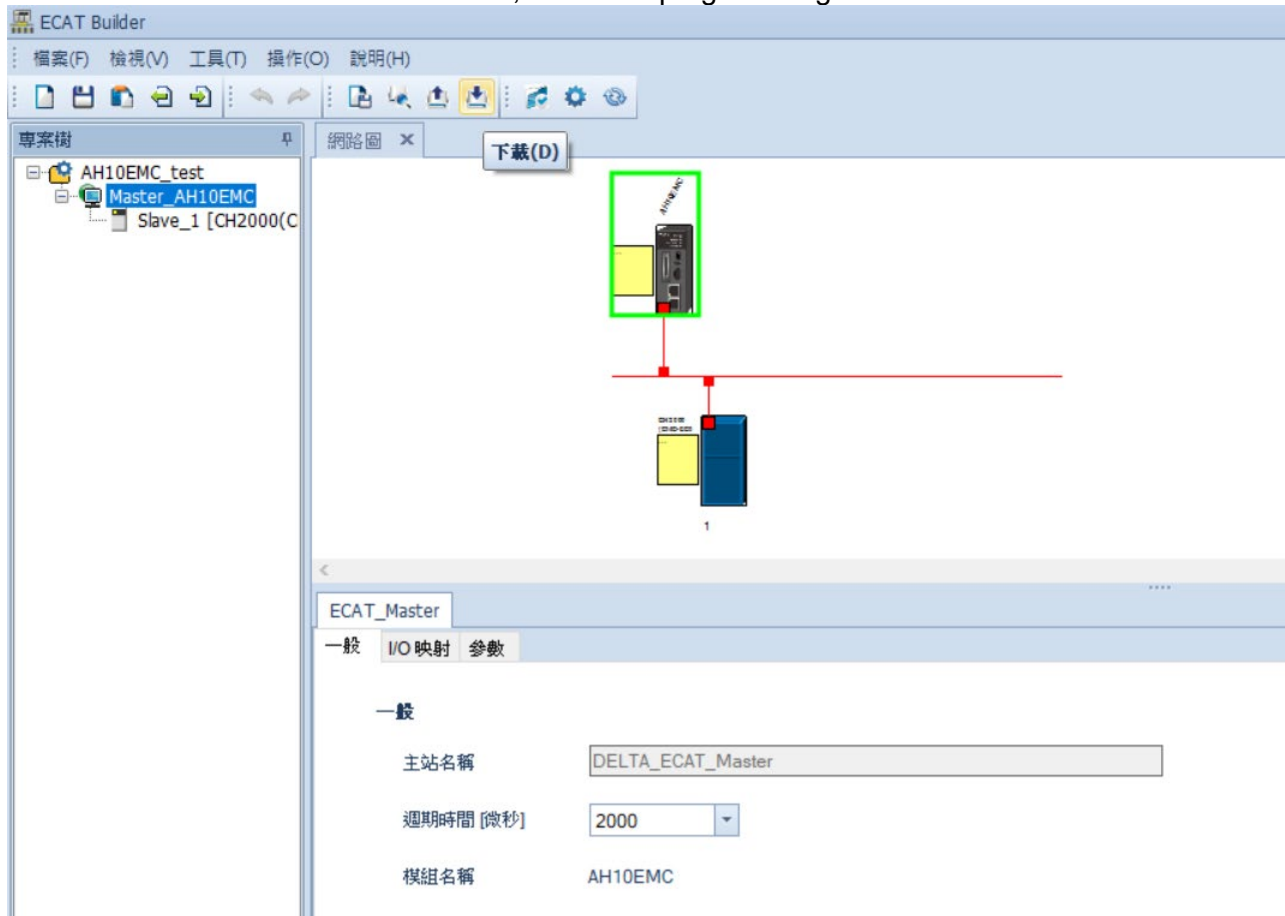 ECAT Builder
檔案(F) 檢視(V) 工具(T) 操作(O) 說明(H)
專案樹
網路圖
下載(D)
AH10EMC_test
Master_AH10EMC
Slave_1 [CH2000(C
AH10EMC
1
ECAT_Master
一般 I/O 映射 參數
一般
主站名稱 DELTA_ECAT_Master
週期時間 [微秒] 2000
模組名稱 AH10EMC